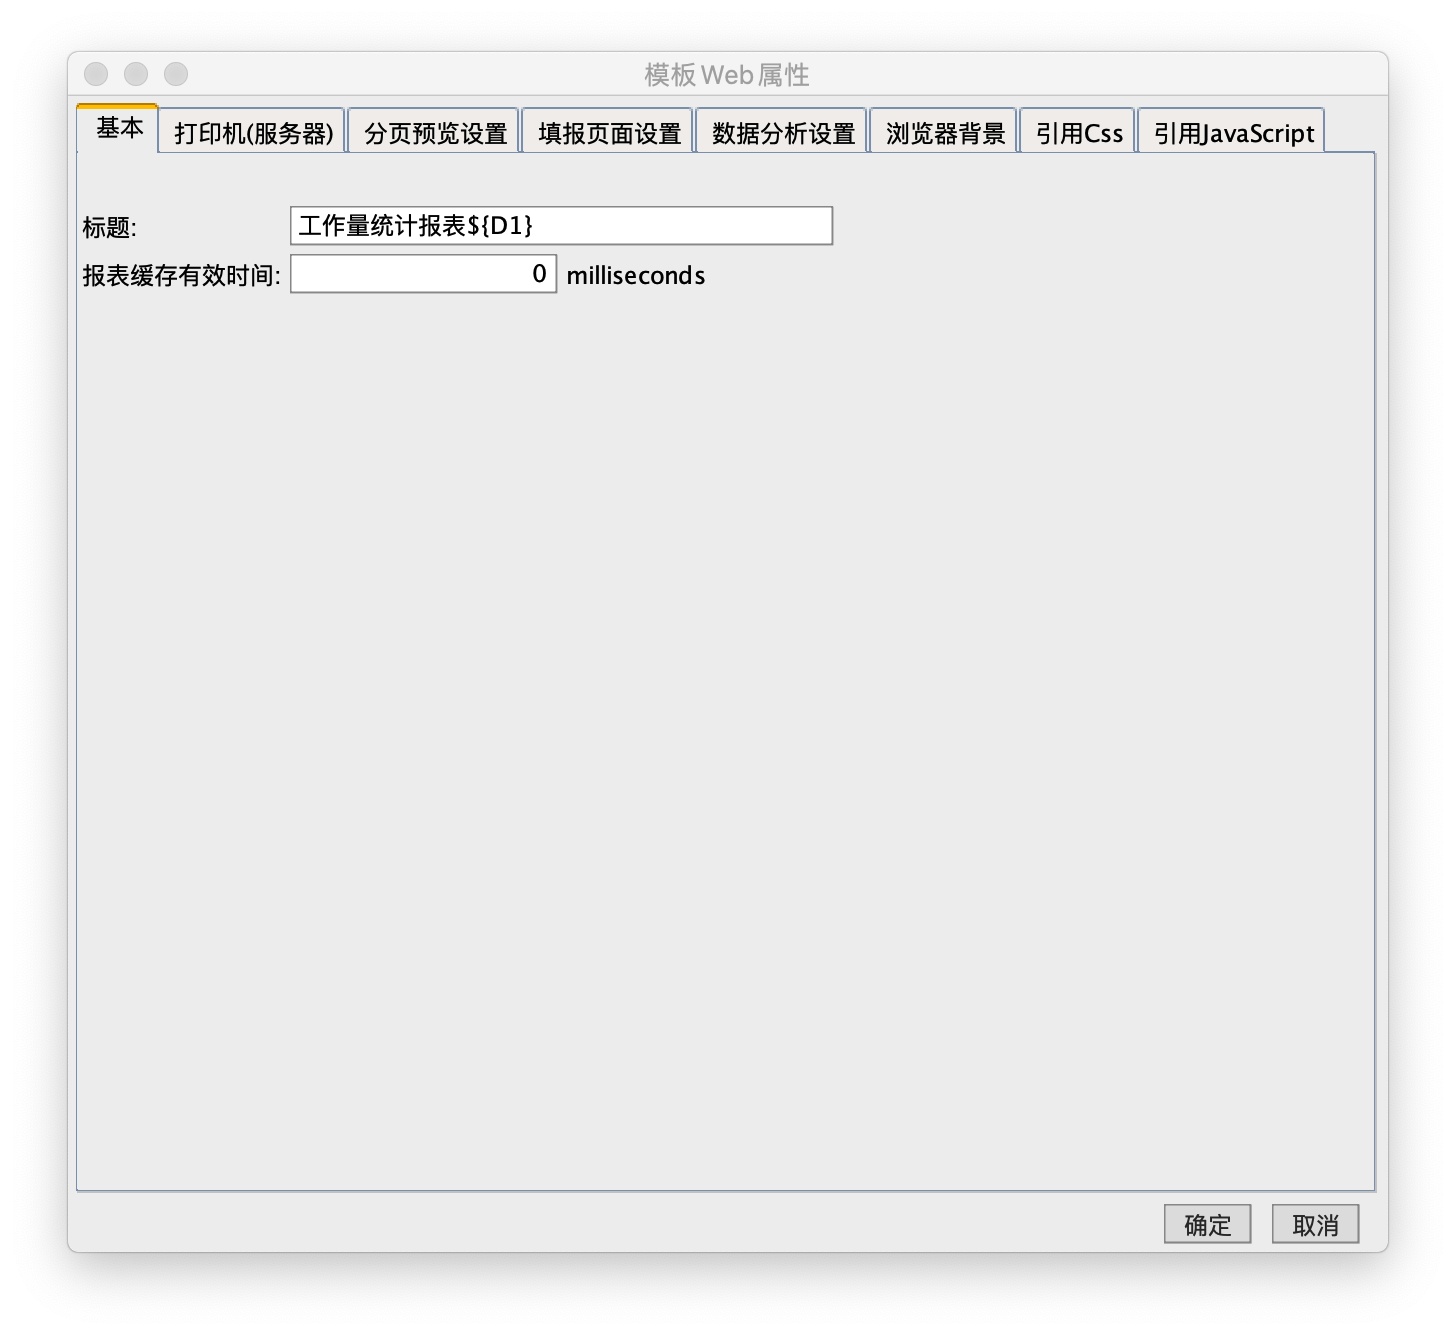 模板Web属性
基本 打印机(服务器) 分页预览设置 填报页面设置 数据分析设置 浏览器背景 引用Css 引用JavaScript
标题: 工作量统计报表${D1}
报表缓存有效时间: 0 milliseconds
确定 取消